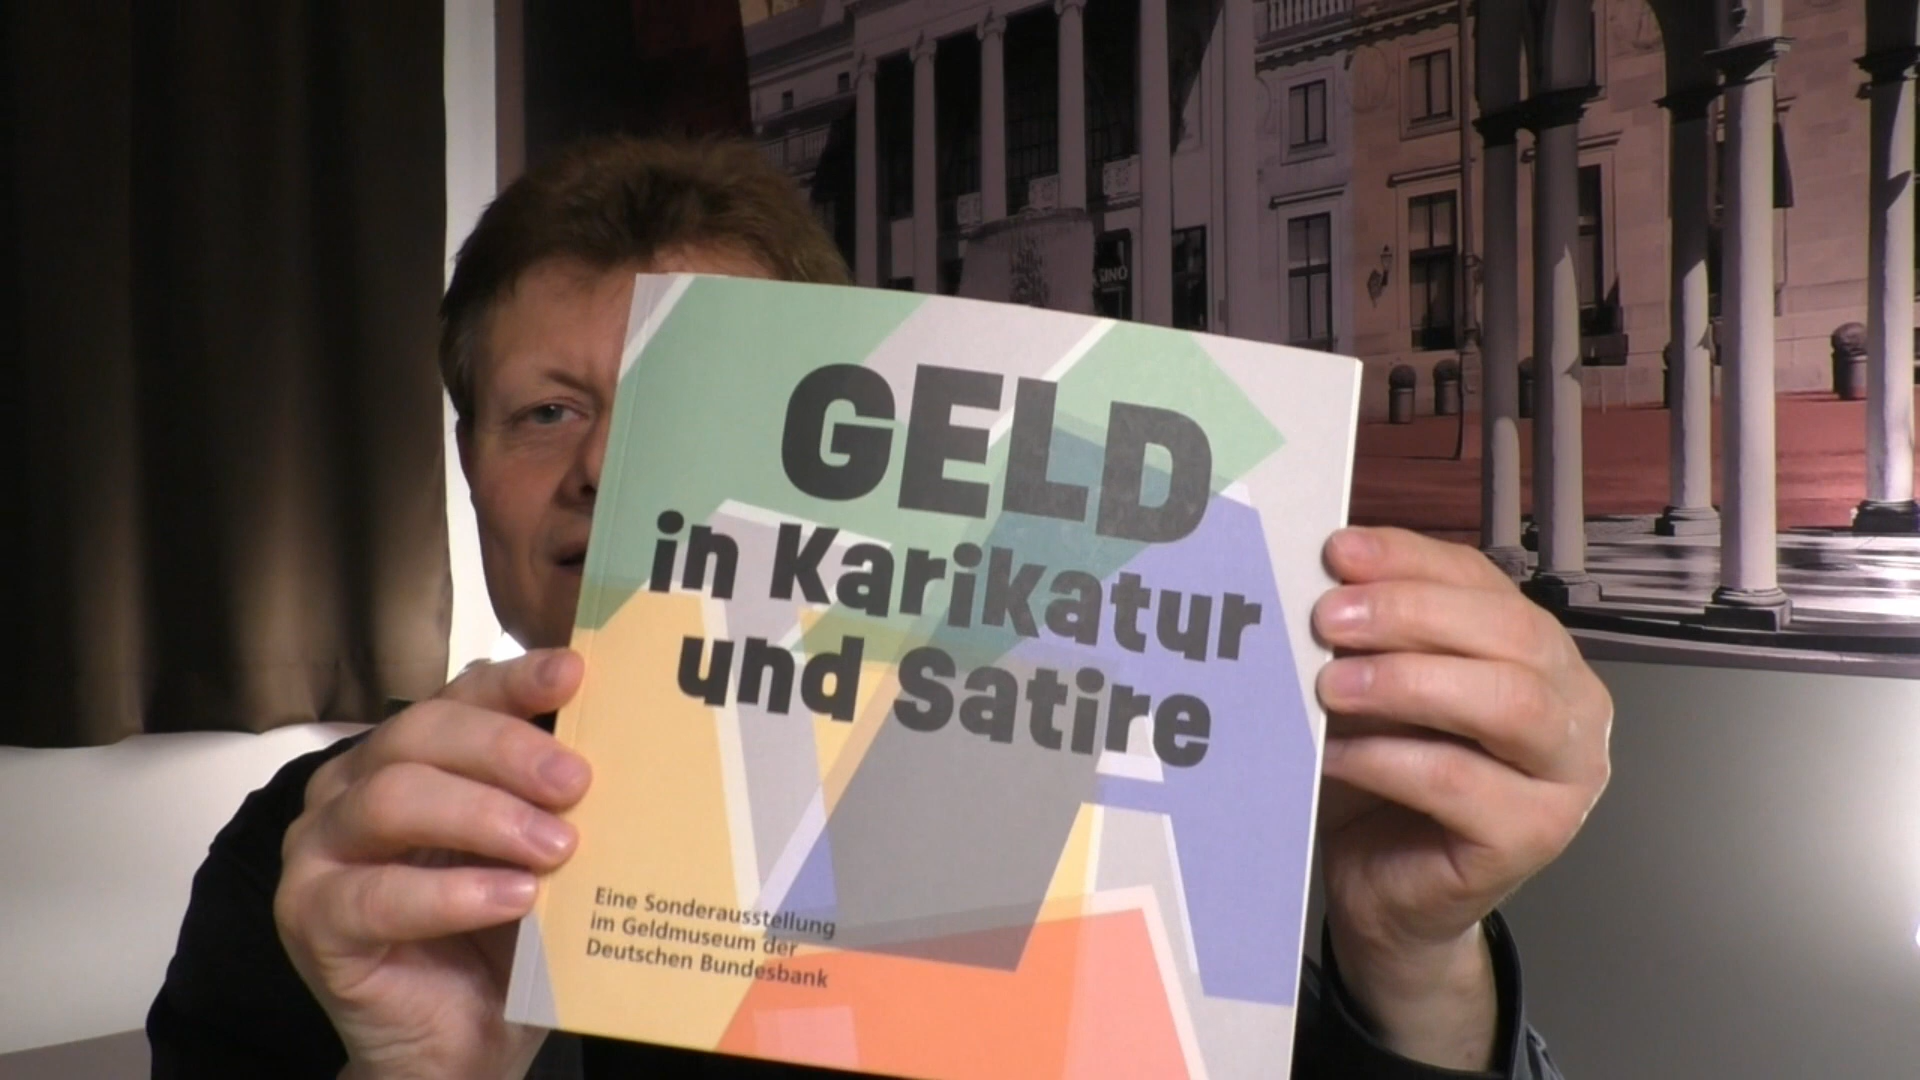 GELD
in Karikatur
und Satire
Eine Sonderausstellung
im Geldmuseum der
Deutschen Bundesbank